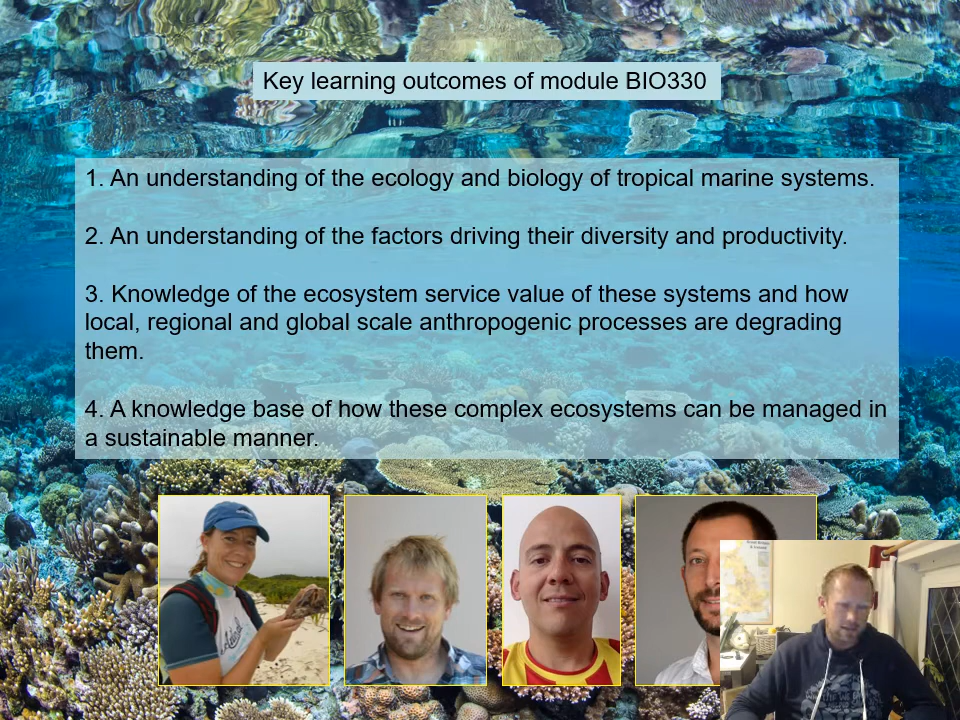 Key learning outcomes of module BIO330
1. An understanding of the ecology and biology of tropical marine systems.
2. An understanding of the factors driving their diversity and productivity.
3. Knowledge of the ecosystem service value of these systems and how
local, regional and global scale anthropogenic processes are degrading
them.
4. A knowledge base of how these complex ecosystems can be managed in
a sustainable manner.